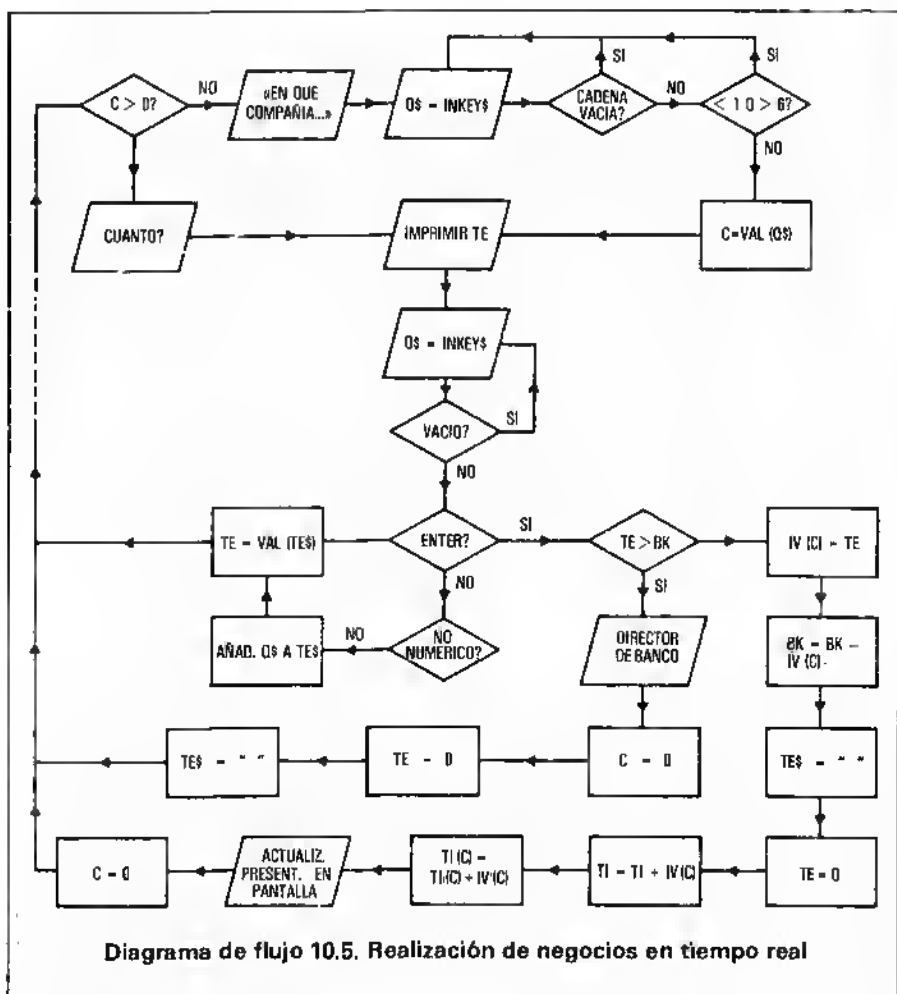 C > 0?
NO
«EN QUE
COMPAÑIA...»
Q$ = INKEY$
SI
CADENA
VACIA?
NO
SI
< 1 O > 6?
NO
CUANTO?
IMPRIMIR TE
C=VAL (Q$)
Q$ = INKEY$
VACIO?
SI
NO
TE = VAL (TE$)
ENTER?
SI
TE > BK
IV (C) = TE
NO
SI
AÑAD. Q$ A TE$
NO
NO
NUMERICO?
DIRECTOR
DE BANCO
BK = BK –
IV (C)
TE$ = “ ”
TE = 0
C = 0
TE$ = “ ”
C = 0
ACTUALIZ.
PRESENT. EN
PANTALLA
TI (C) =
TI (C) + IV (C)
TI = TI + IV (C)
TE = 0
Diagrama de flujo 10.5. Realización de negocios en tiempo real